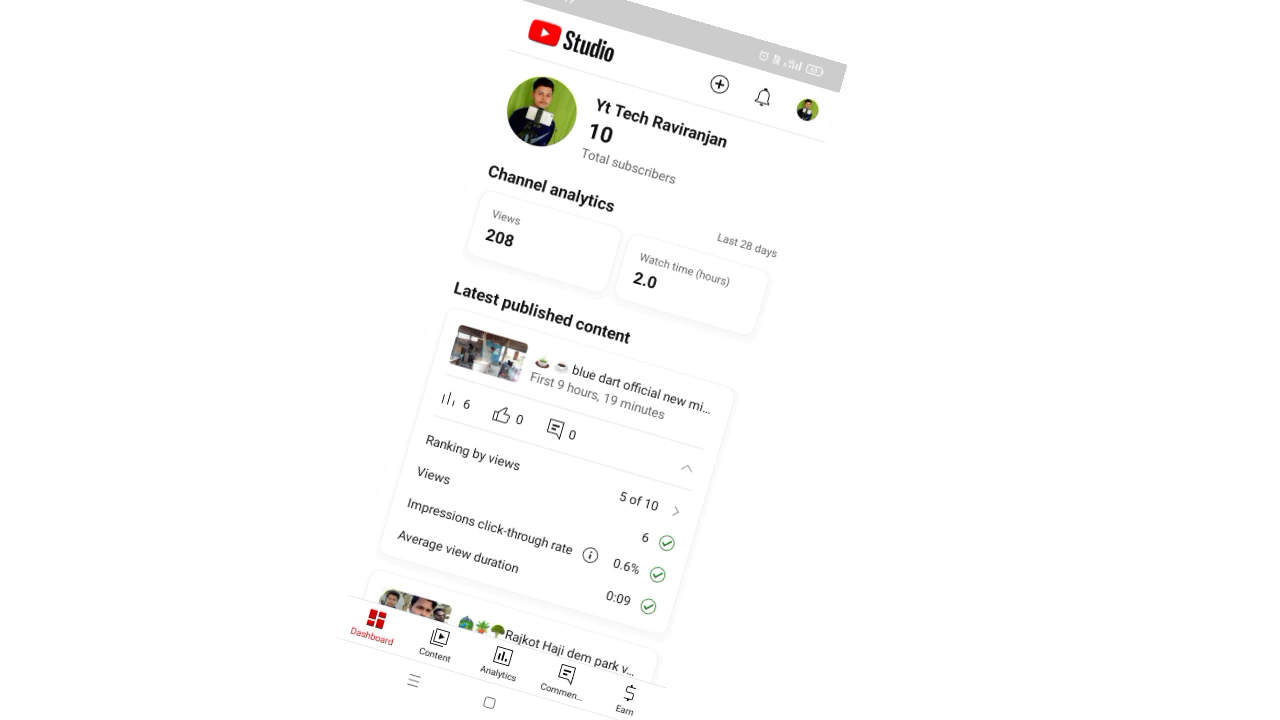 Studio
Yt Tech Raviranjan
10
Total subscribers
Channel analytics
Last 28 days
Views
208
Watch time (hours)
2.0
Latest published content
blue dart official new mi...
First 9 hours, 19 minutes
6 0 0
Ranking by views 5 of 10
Views 6
Impressions click-through rate 0.6%
Average view duration 0:09
Rajkot Haji dem park v...
Dashboard
Content
Analytics
Commen...
Earn